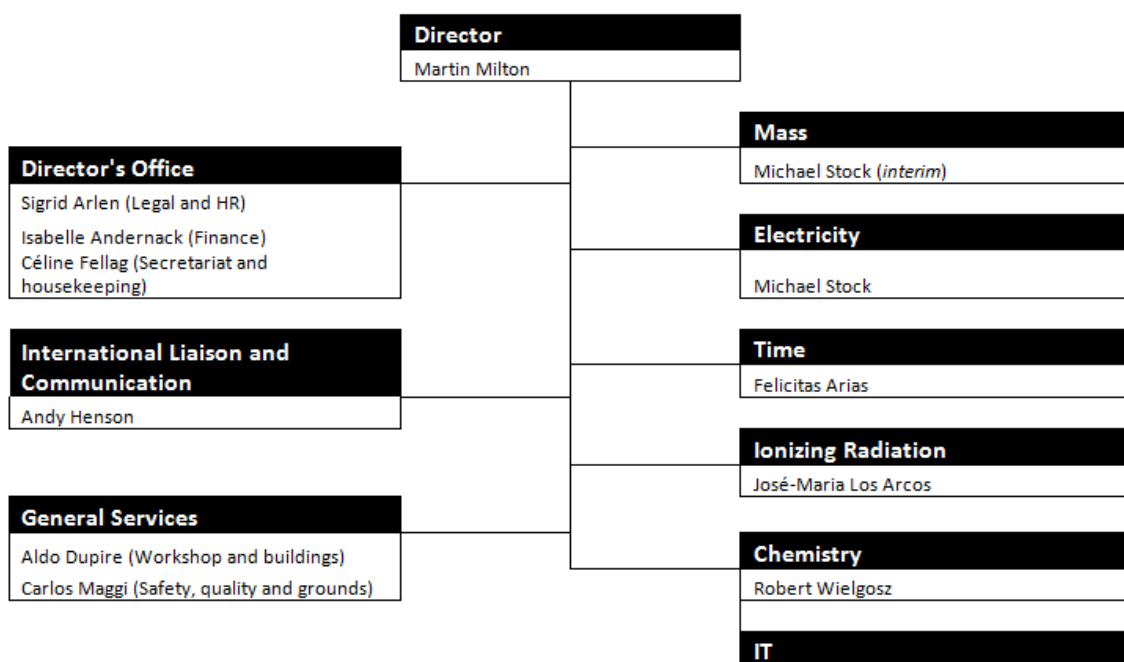 Director
Martin Milton
Director's Office
Sigrid Arlen (Legal and HR)
Isabelle Andernack (Finance)
Céline Fellag (Secretariat and
housekeeping)
International Liaison and
Communication
Andy Henson
General Services
Aldo Dupire (Workshop and buildings)
Carlos Maggi (Safety, quality and grounds)
Mass
Michael Stock (interim)
Electricity
Michael Stock
Time
Felicitas Arias
Ionizing Radiation
José-Maria Los Arcos
Chemistry
Robert Wielgosz
IT